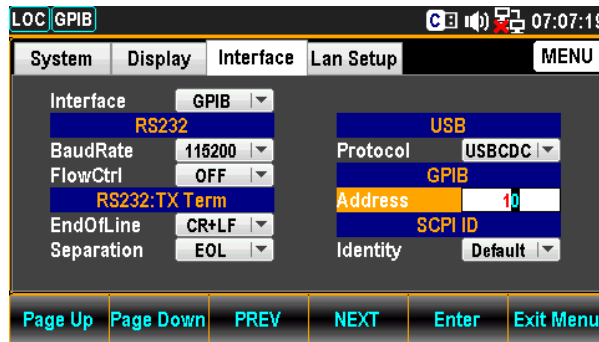 LOC GPIB C 07:07:19
System Display Interface Lan Setup MENU
Interface GPIB
RS232 USB
BaudRate 115200 Protocol USBCDC
FlowCtrl OFF GPIB
RS232:TX Term Address 10
EndOfLine CR+LF SCPI ID
Separation EOL Identity Default
Page Up Page Down PREV NEXT Enter Exit Menu